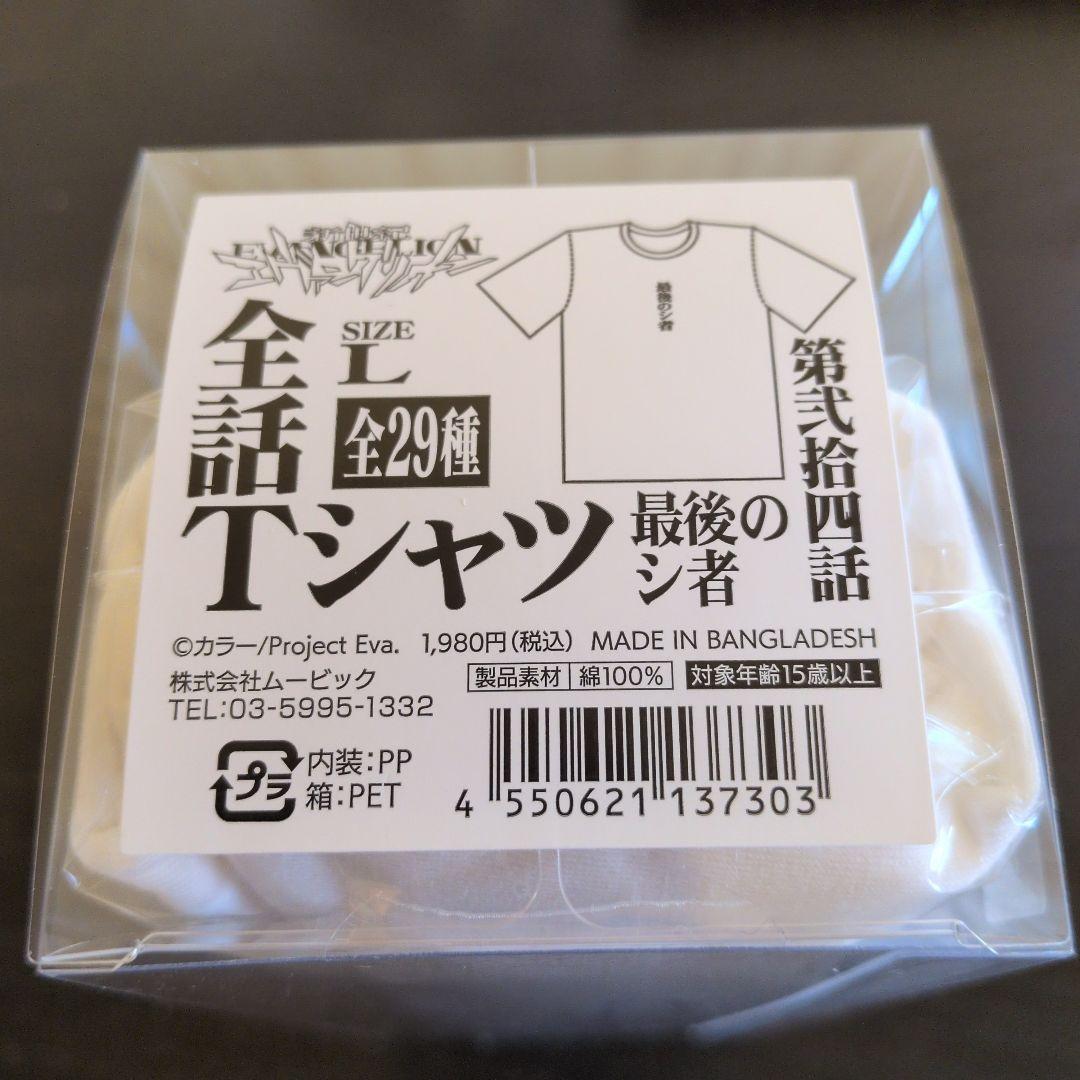 新世紀
EVANGELION
エヴァンゲリオン
全話
Tシャツ
SIZE
L
全29種
最後のシ者
第弐拾四話
最後の
シ者
©カラー/Project Eva. 1,980円(税込) MADE IN BANGLADESH
株式会社ムービック
TEL:03-5995-1332
製品素材 綿100% 対象年齢15歳以上
プラ
内装:PP
箱:PET
4 550621 137303